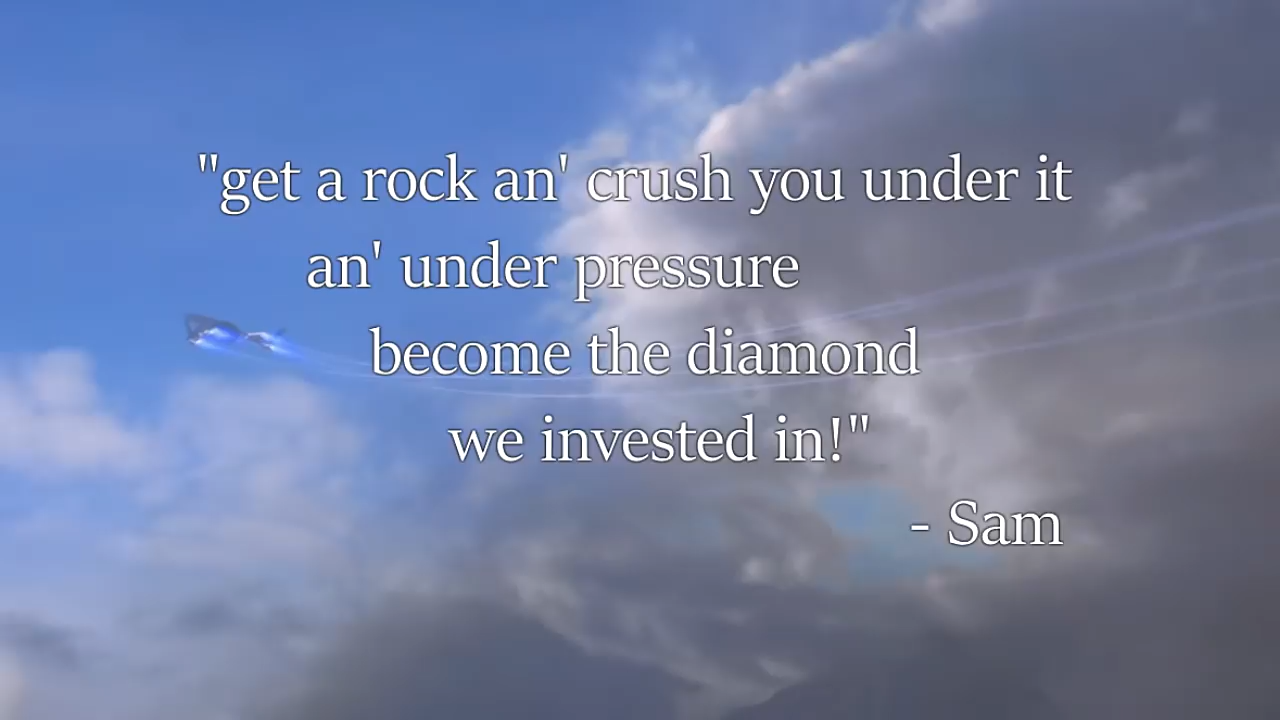 "get a rock an' crush you under it
an' under pressure
become the diamond
we invested in!"
- Sam